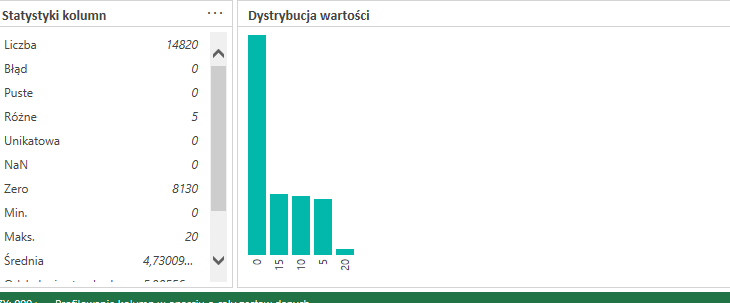 Statystyki kolumn ...
Liczba 14820
Błąd 0
Puste 0
Różne 5
Unikatowa 0
NaN 0
Zero 8130
Min. 0
Maks. 20
Średnia 4,73009...
Dystrybucja wartości
0 15 10 5 20